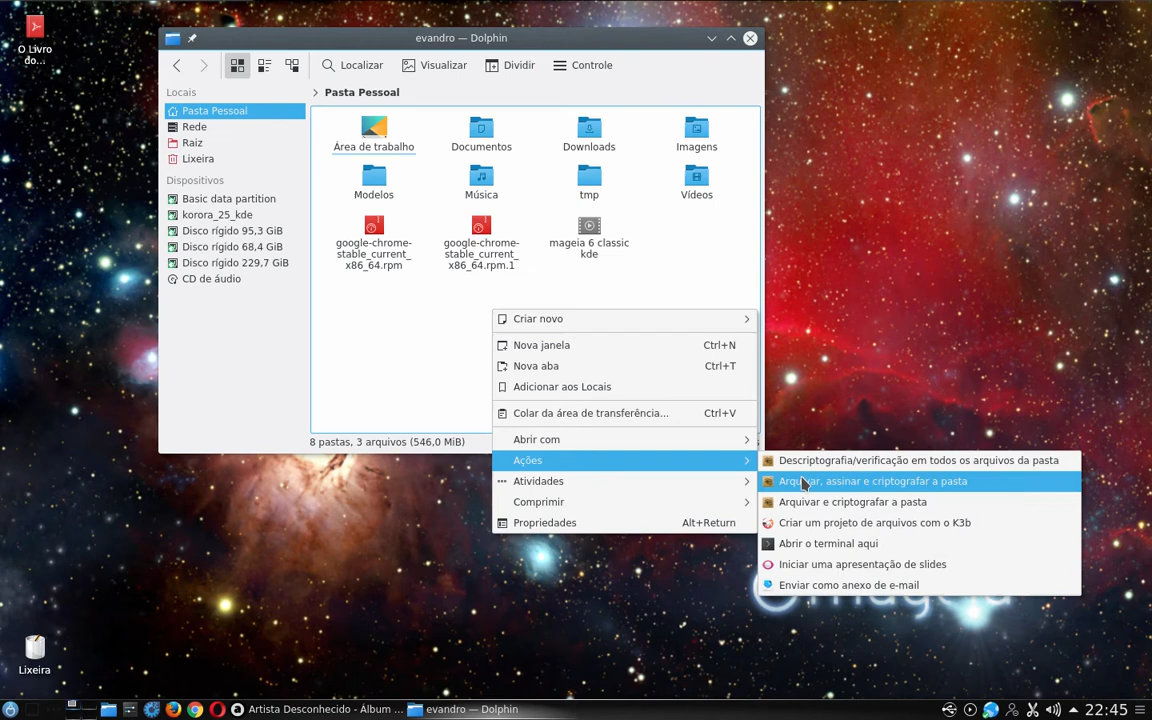 O Livro
do...
evandro — Dolphin
Localizar
Visualizar
Dividir
Controle
Locais
Pasta Pessoal
Rede
Raiz
Lixeira
Dispositivos
Basic data partition
korora_25_kde
Disco rígido 95,3 GiB
Disco rígido 68,4 GiB
Disco rígido 229,7 GiB
CD de áudio
Pasta Pessoal
Área de trabalho
Documentos
Downloads
Imagens
Modelos
Música
tmp
Vídeos
google-chrome-
stable_current_
x86_64.rpm
google-chrome-
stable_current_
x86_64.rpm.1
mageia 6 classic
kde
8 pastas, 3 arquivos (546,0 MiB)
Criar novo
Nova janela Ctrl+N
Nova aba Ctrl+T
Adicionar aos Locais
Colar da área de transferência... Ctrl+V
Abrir com
Ações
Atividades
Comprimir
Propriedades Alt+Return
Descriptografia/verificação em todos os arquivos da pasta
Arquivar, assinar e criptografar a pasta
Arquivar e criptografar a pasta
Criar um projeto de arquivos com o K3b
Abrir o terminal aqui
Iniciar uma apresentação de slides
Enviar como anexo de e-mail
Lixeira
Artista Desconhecido - Álbum ...
evandro — Dolphin
22:45